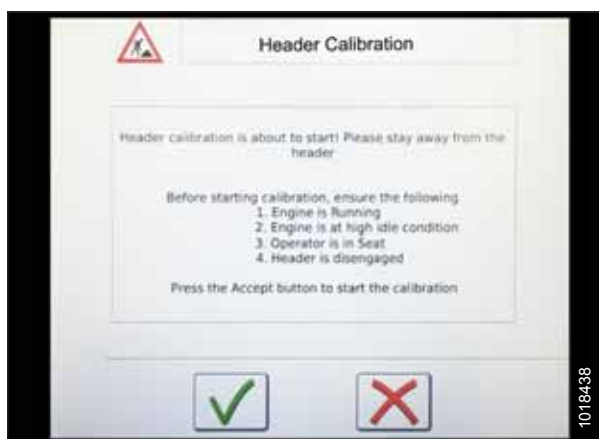 Header Calibration
Header calibration is about to start! Please stay away from the
header
Before starting calibration, ensure the following
1. Engine is Running
2. Engine is at high idle condition
3. Operator is in Seat
4. Header is disengaged
Press the Accept button to start the calibration
1018438